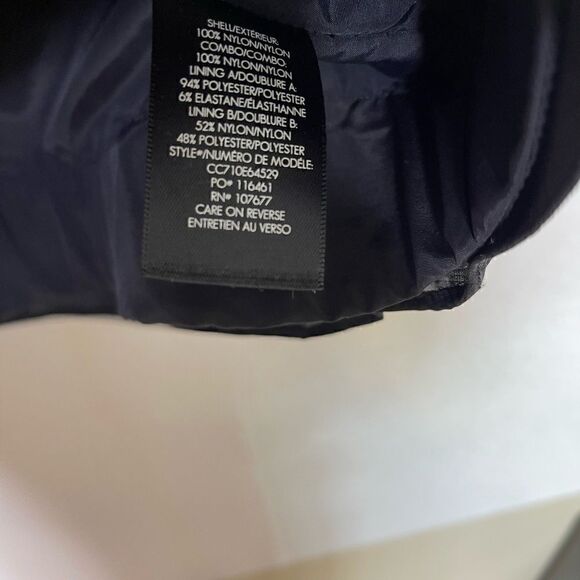 SHELL/EXTÉRIEUR:
100% NYLON/NYLON
COMBO/COMBO:
100% NYLON/NYLON
LINING A/DOUBLURE A:
94% POLYESTER/POLYESTER
6% ELASTANE/ÉLASTHANNE
LINING B/DOUBLURE B:
52% NYLON/NYLON
48% POLYESTER/POLYESTER
STYLE#/NUMÉRO DE MODÈLE:
CC710E64529
PO# 116461
RN# 107677
CARE ON REVERSE
ENTRETIEN AU VERSO